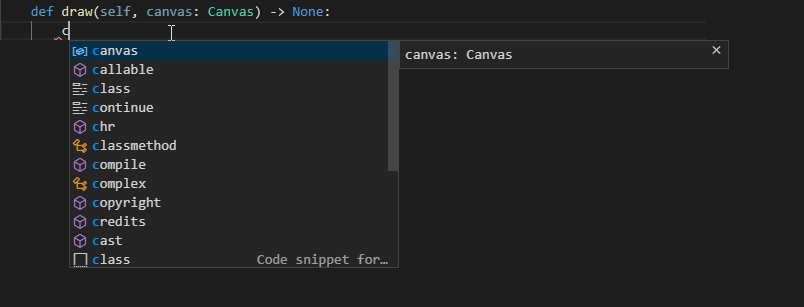 def draw(self, canvas: Canvas) -> None:
c
canvas
canvas: Canvas
callable
class
continue
chr
classmethod
compile
complex
copyright
credits
cast
class Code snippet for…